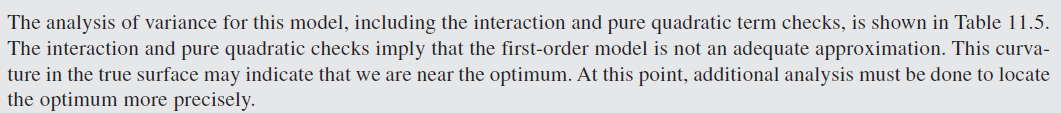 The analysis of variance for this model, including the interaction and pure quadratic term checks, is shown in Table 11.5.
The interaction and pure quadratic checks imply that the first-order model is not an adequate approximation. This curva-
ture in the true surface may indicate that we are near the optimum. At this point, additional analysis must be done to locate
the optimum more precisely.